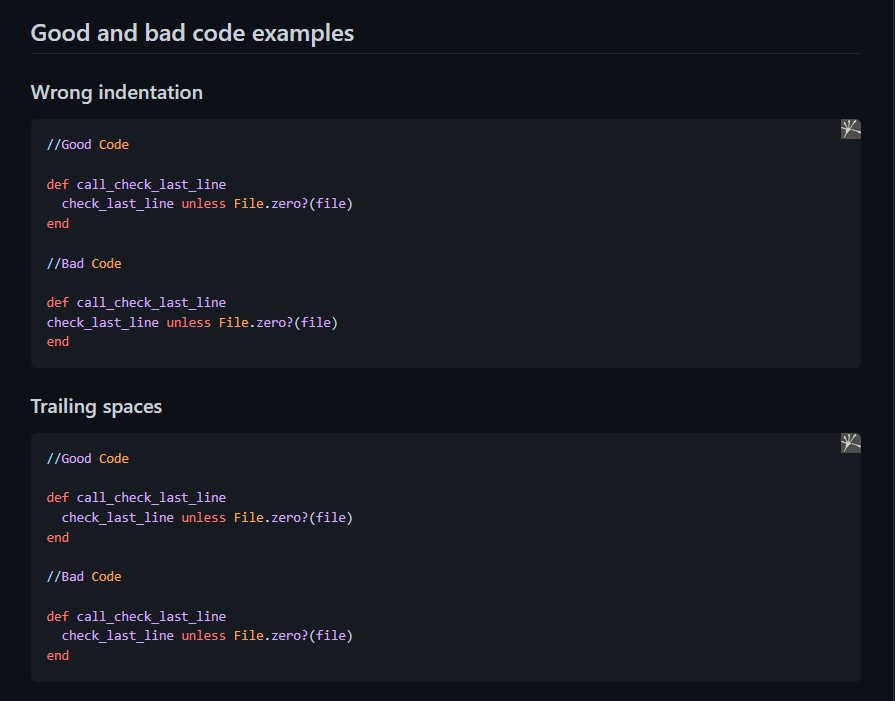 Good and bad code examples
Wrong indentation
//Good Code
def call_check_last_line
  check_last_line unless File.zero?(file)
end
//Bad Code
def call_check_last_line
check_last_line unless File.zero?(file)
end
Trailing spaces
//Good Code
def call_check_last_line
  check_last_line unless File.zero?(file)
end
//Bad Code
def call_check_last_line
  check_last_line unless File.zero?(file)
end